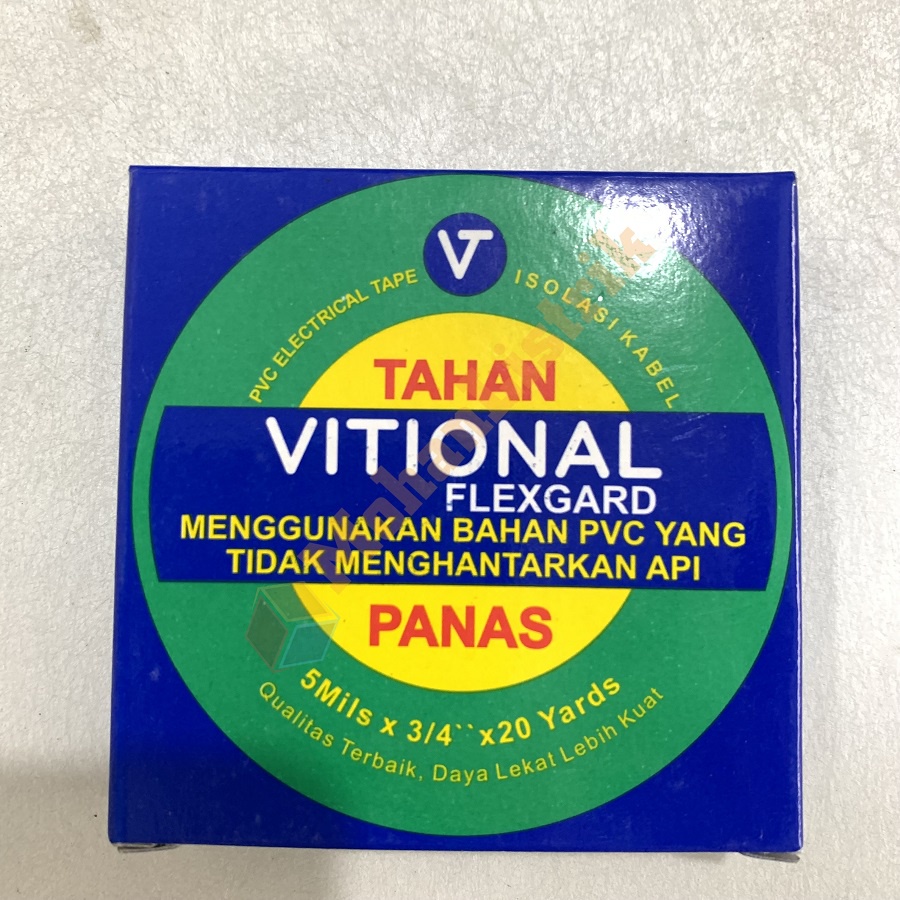 VT
PVC ELECTRICAL TAPE
ISOLASI KABEL
TAHAN
VITIONAL
FLEXGARD
MENGGUNAKAN BAHAN PVC YANG
TIDAK MENGHANTARKAN API
PANAS
5Mils x 3/4`` x20 Yards
Qualitas Terbaik, Daya Lekat Lebih Kuat